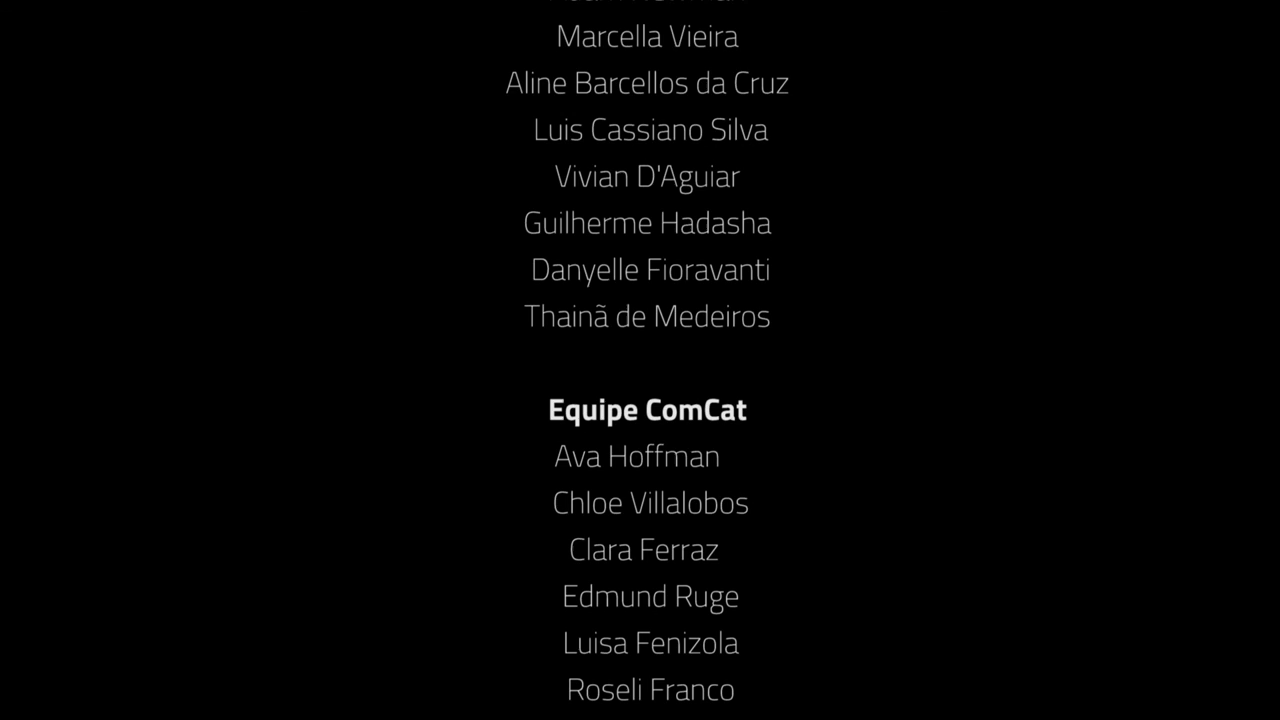 Marcella Vieira
Aline Barcellos da Cruz
Luis Cassiano Silva
Vivian D'Aguiar
Guilherme Hadasha
Danyelle Fioravanti
Thainã de Medeiros
Equipe ComCat
Ava Hoffman
Chloe Villalobos
Clara Ferraz
Edmund Ruge
Luisa Fenizola
Roseli Franco